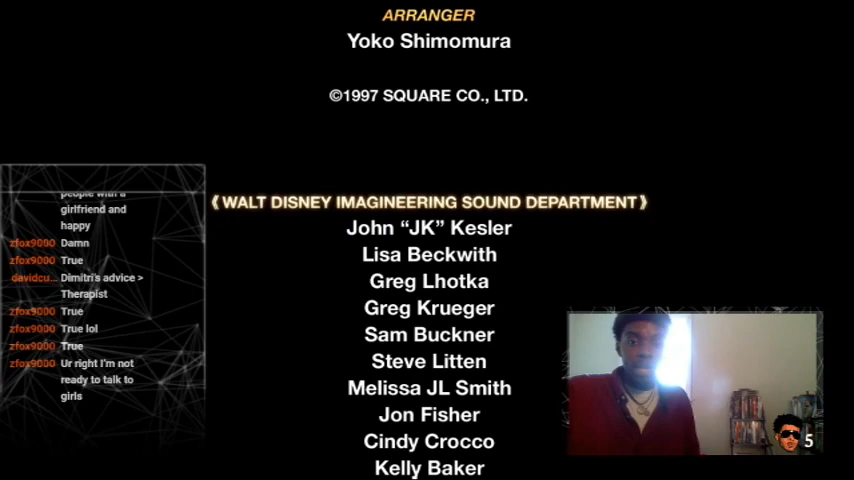 ARRANGER
Yoko Shimomura
©1997 SQUARE CO., LTD.
⟪WALT DISNEY IMAGINEERING SOUND DEPARTMENT⟫
John “JK” Kesler
Lisa Beckwith
Greg Lhotka
Greg Krueger
Sam Buckner
Steve Litten
Melissa JL Smith
Jon Fisher
Cindy Crocco
Kelly Baker
people with a
girlfriend and
happy
zfox9000 Damn
zfox9000 True
davidcu... Dimitri's advice >
Therapist
zfox9000 True
zfox9000 True lol
zfox9000 True
zfox9000 Ur right I'm not
ready to talk to
girls
5